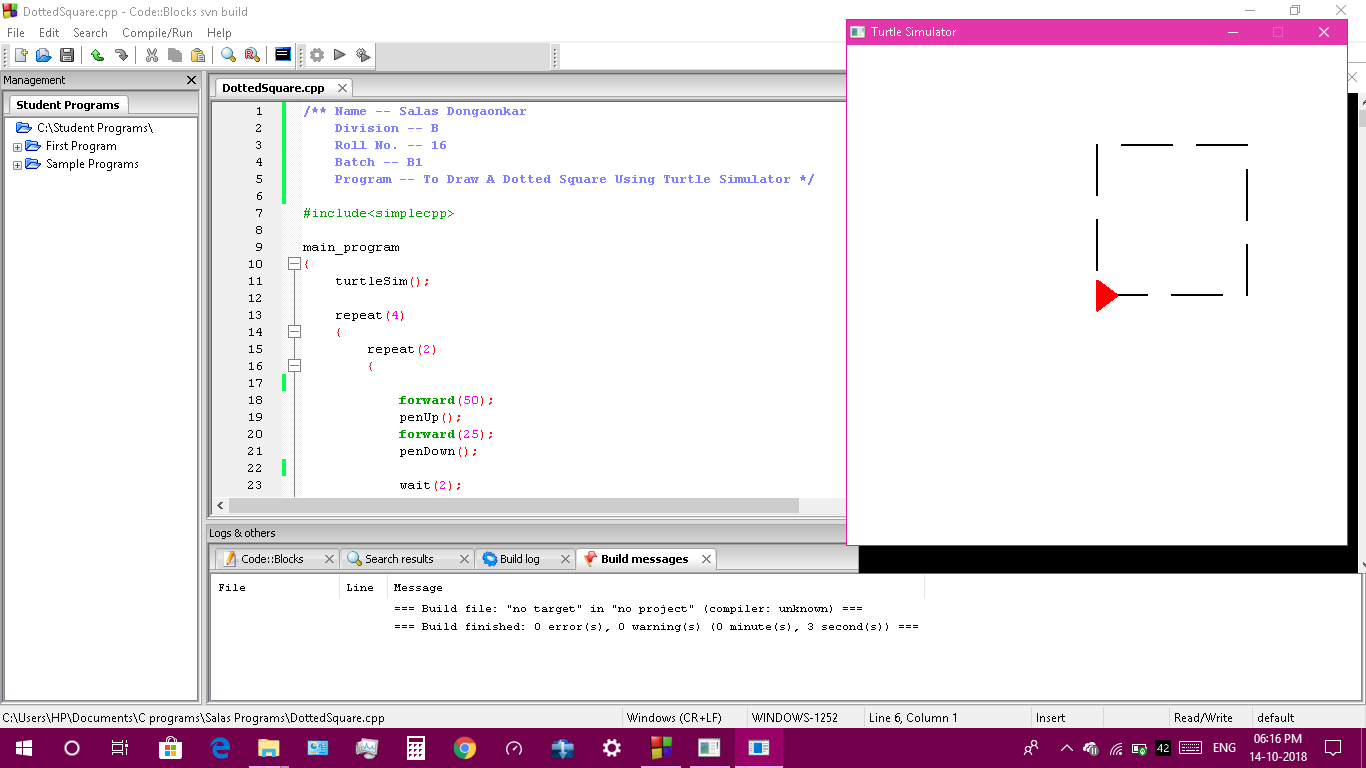 DottedSquare.cpp - Code::Blocks svn build
File Edit Search Compile/Run Help
Turtle Simulator
Management
Student Programs
C:\Student Programs\
First Program
Sample Programs
DottedSquare.cpp
1 /** Name -- Salas Dongaonkar
2 Division -- B
3 Roll No. -- 16
4 Batch -- B1
5 Program -- To Draw A Dotted Square Using Turtle Simulator */
6
7 #include<simplecpp>
8
9 main_program
10 {
11 turtleSim();
12
13 repeat(4)
14 {
15 repeat(2)
16 {
17
18 forward(50);
19 penUp();
20 forward(25);
21 penDown();
22
23 wait(2);
Logs & others
Code::Blocks Search results Build log Build messages
File Line Message
=== Build file: "no target" in "no project" (compiler: unknown) ===
=== Build finished: 0 error(s), 0 warning(s) (0 minute(s), 3 second(s)) ===
C:\Users\HP\Documents\C programs\Salas Programs\DottedSquare.cpp Windows (CR+LF) WINDOWS-1252 Line 6, Column 1 Insert Read/Write default
42 ENG 06:16 PM
14-10-2018